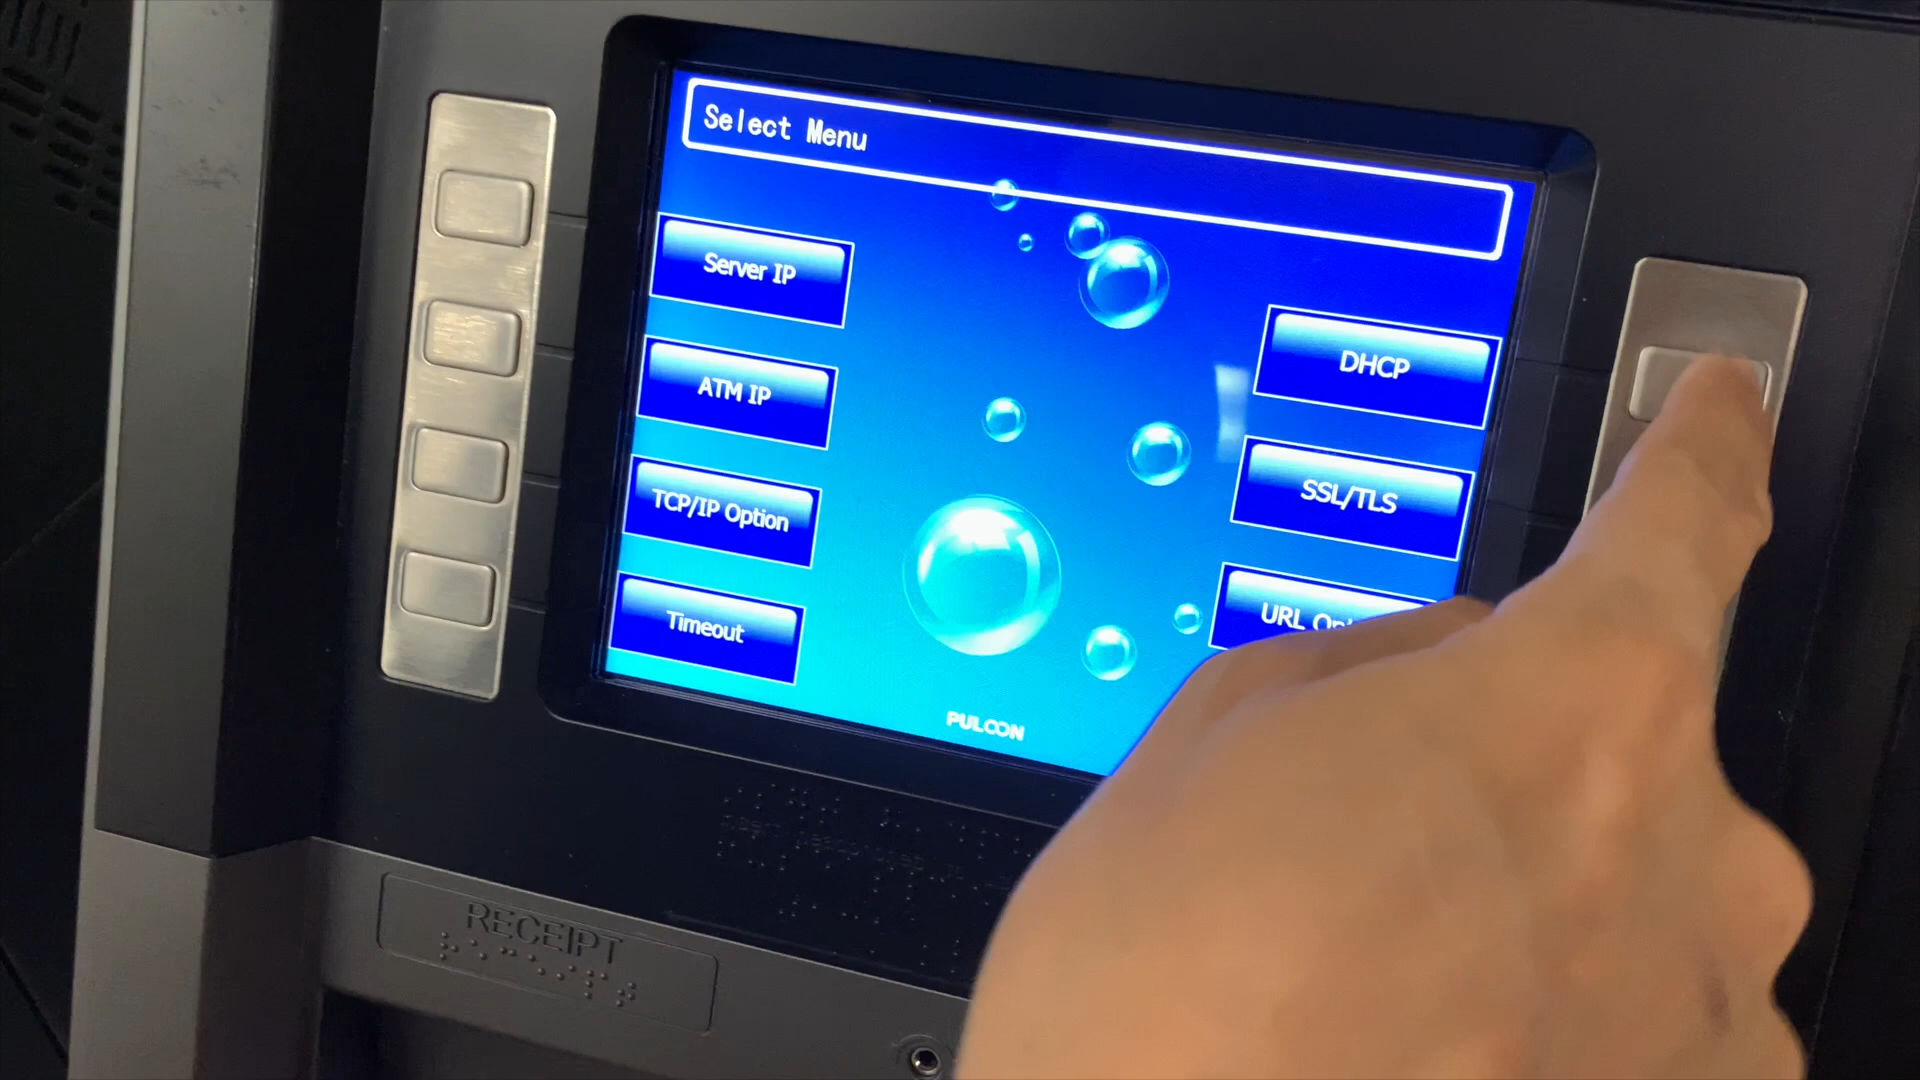 Select Menu
Server IP
DHCP
ATM IP
SSL/TLS
TCP/IP Option
URL
Timeout
PULOON
RECEIPT